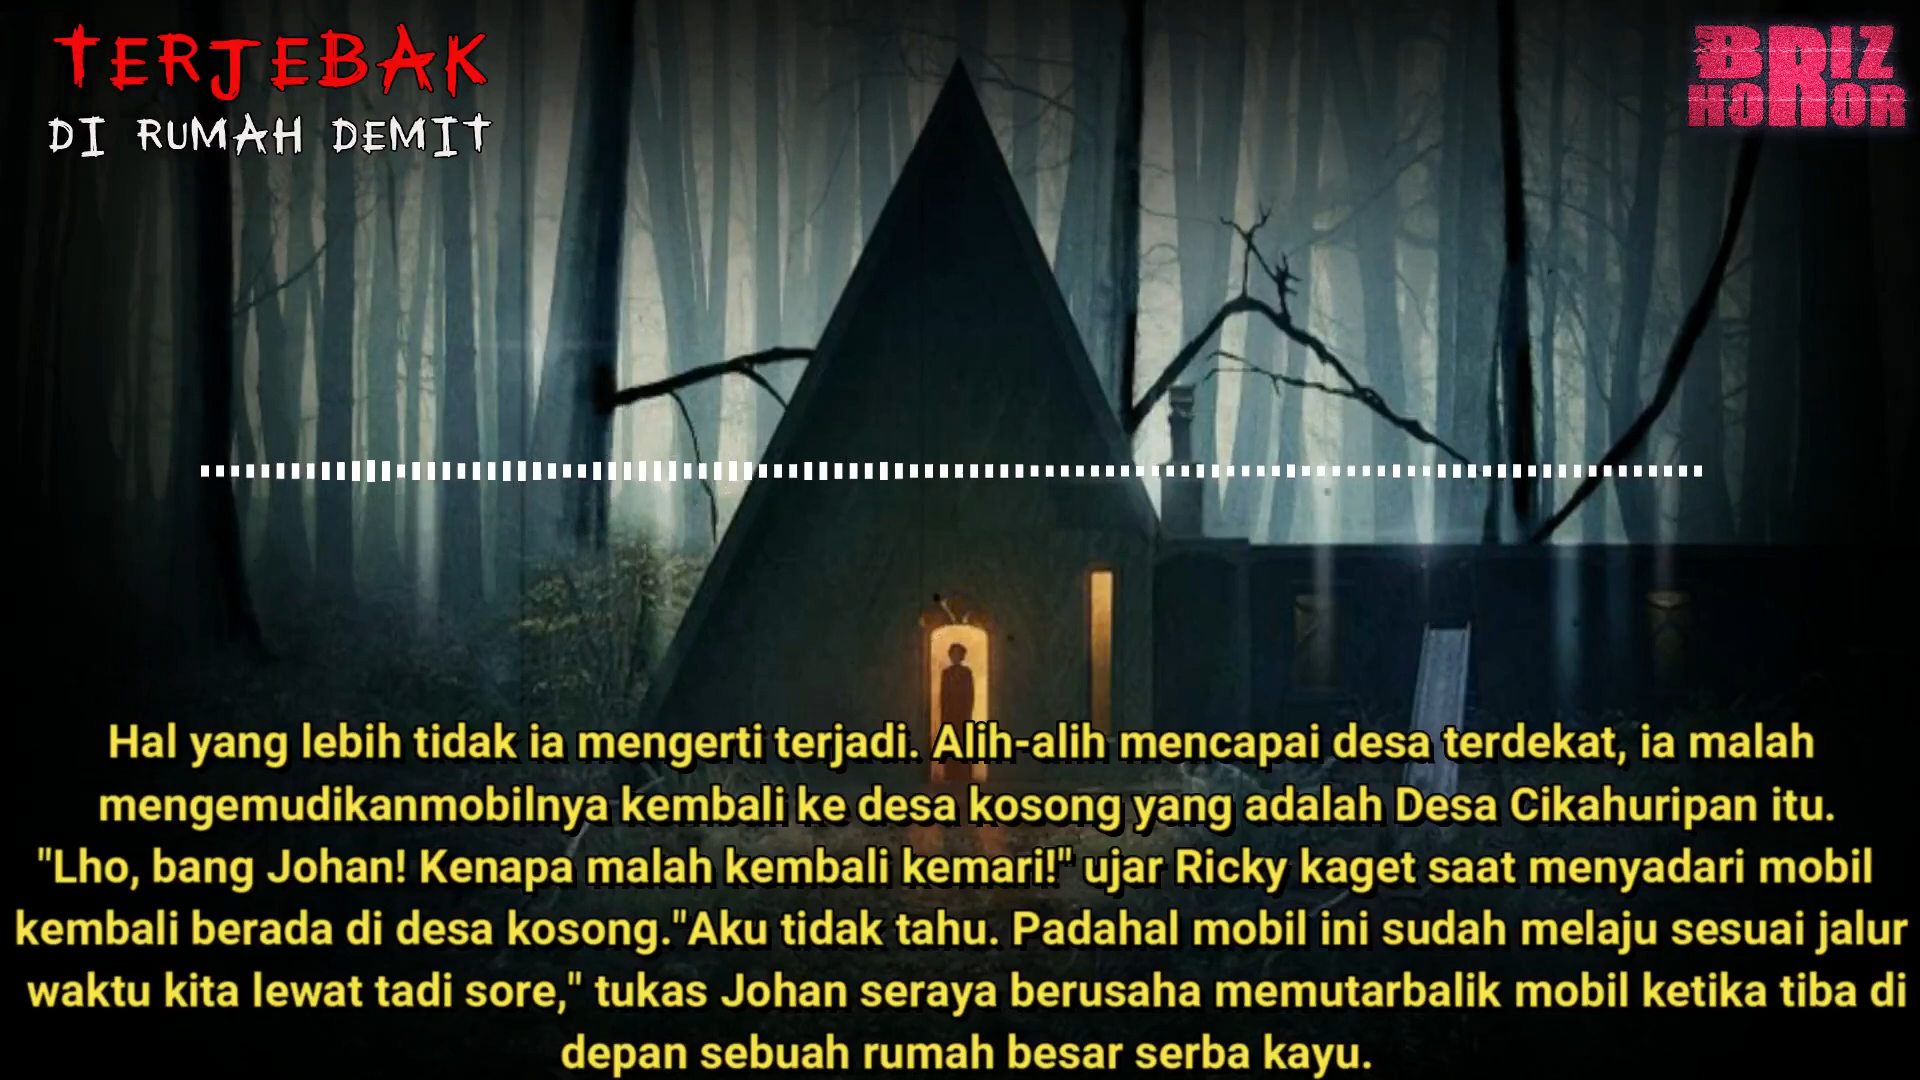 TERJEBAK
DI RUMAH DEMIT
BRIZ
HOROR
Hal yang lebih tidak ia mengerti terjadi. Alih-alih mencapai desa terdekat, ia malah
mengemudikanmobilnya kembali ke desa kosong yang adalah Desa Cikahuripan itu.
"Lho, bang Johan! Kenapa malah kembali kemari!" ujar Ricky kaget saat menyadari mobil
kembali berada di desa kosong."Aku tidak tahu. Padahal mobil ini sudah melaju sesuai jalur
waktu kita lewat tadi sore," tukas Johan seraya berusaha memutarbalik mobil ketika tiba di
depan sebuah rumah besar serba kayu.